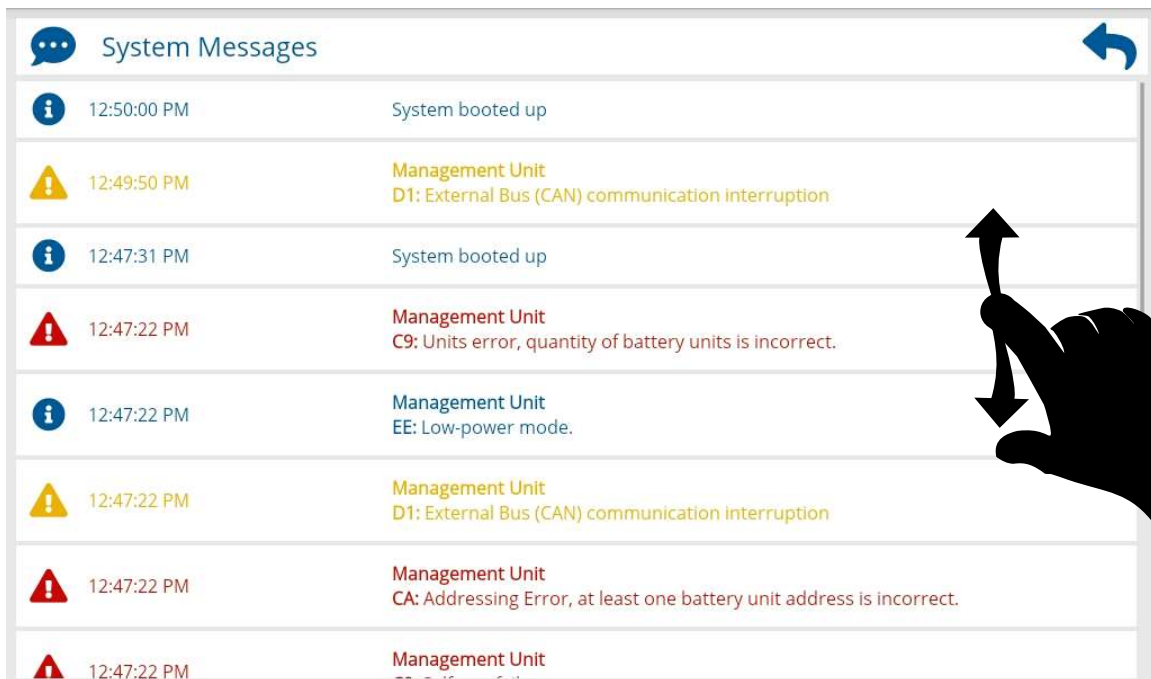 System Messages
12:50:00 PM System booted up
12:49:50 PM Management Unit
D1: External Bus (CAN) communication interruption
12:47:31 PM System booted up
12:47:22 PM Management Unit
C9: Units error, quantity of battery units is incorrect.
12:47:22 PM Management Unit
EE: Low-power mode.
12:47:22 PM Management Unit
D1: External Bus (CAN) communication interruption
12:47:22 PM Management Unit
CA: Addressing Error, at least one battery unit address is incorrect.
12:47:22 PM Management Unit